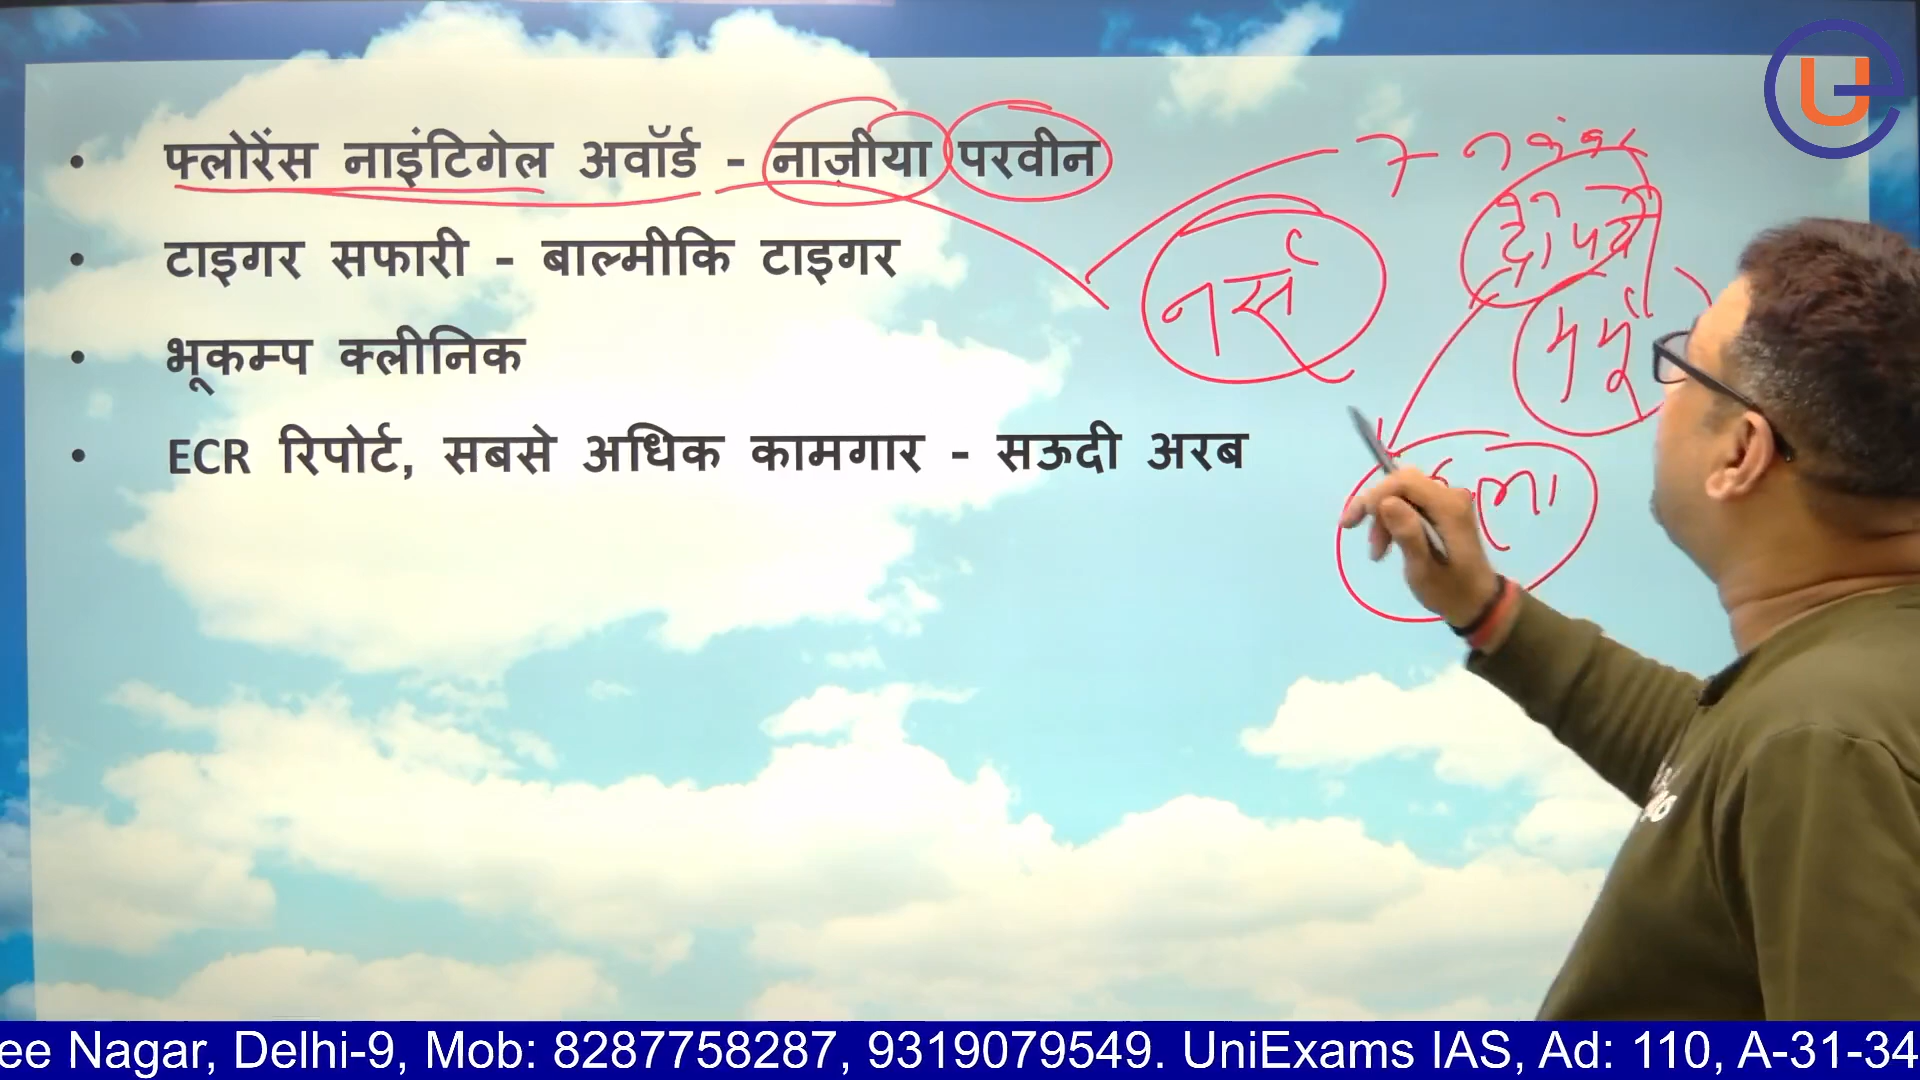 • फ्लोरेंस नाइंटिगेल अवॉर्ड - नाज़ीया परवीन
• टाइगर सफारी - बाल्मीकि टाइगर
• भूकम्प क्लीनिक
• ECR रिपोर्ट, सबसे अधिक कामगार - सऊदी अरब
7
नर्स
मुर्मू
U
ee Nagar, Delhi-9, Mob: 8287758287, 9319079549. UniExams IAS, Ad: 110, A-31-34